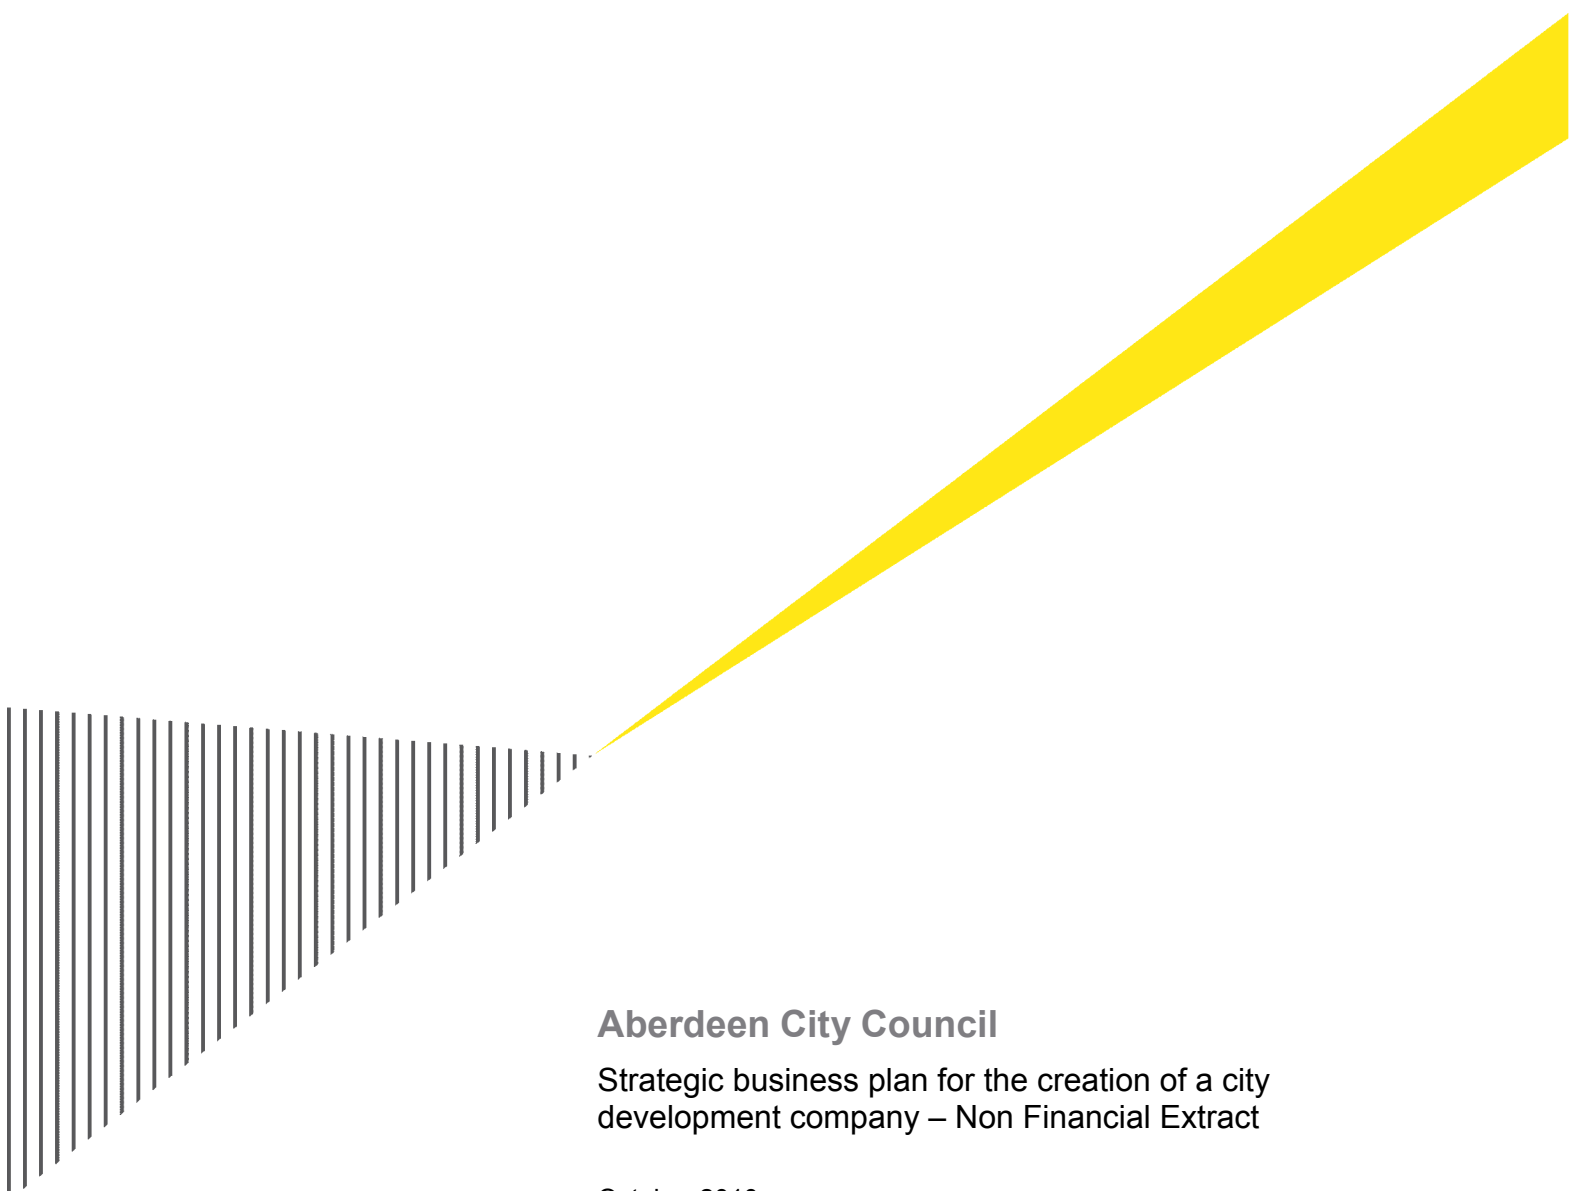 Aberdeen City Council
Strategic business plan for the creation of a city
development company – Non Financial Extract